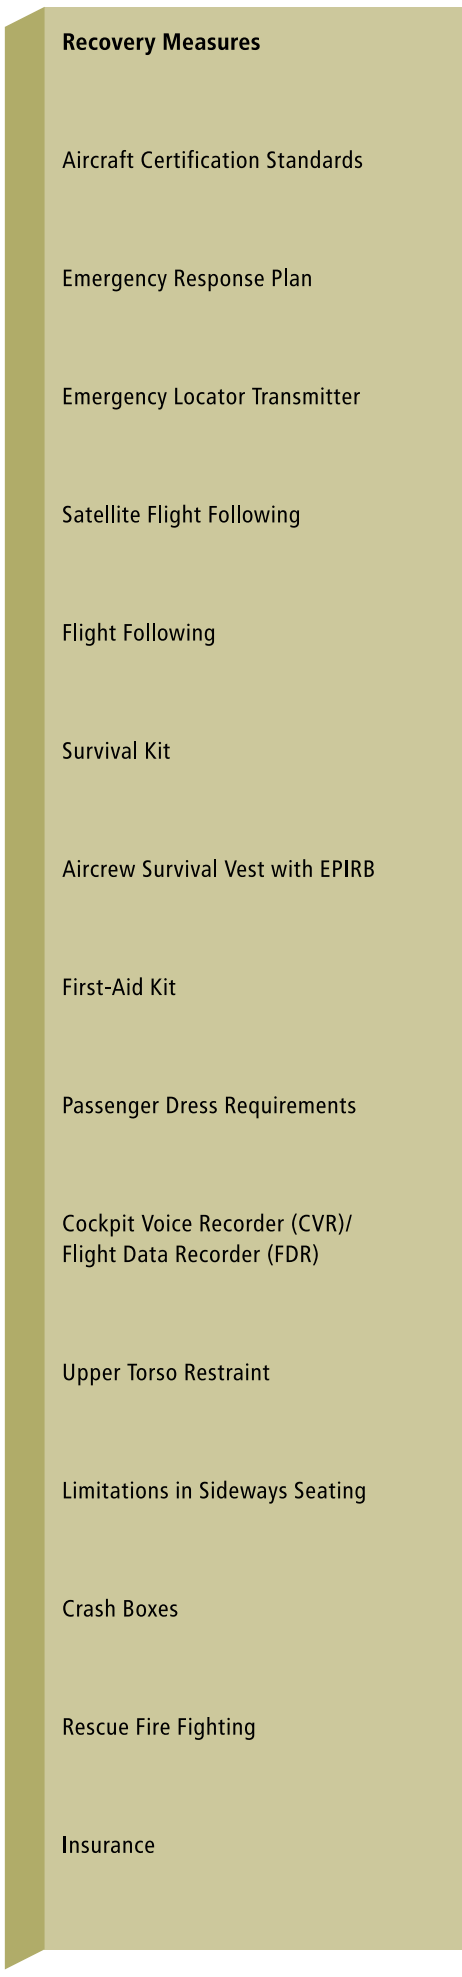 Recovery Measures
Aircraft Certification Standards
Emergency Response Plan
Emergency Locator Transmitter
Satellite Flight Following
Flight Following
Survival Kit
Aircrew Survival Vest with EPIRB
First-Aid Kit
Passenger Dress Requirements
Cockpit Voice Recorder (CVR)/
Flight Data Recorder (FDR)
Upper Torso Restraint
Limitations in Sideways Seating
Crash Boxes
Rescue Fire Fighting
Insurance